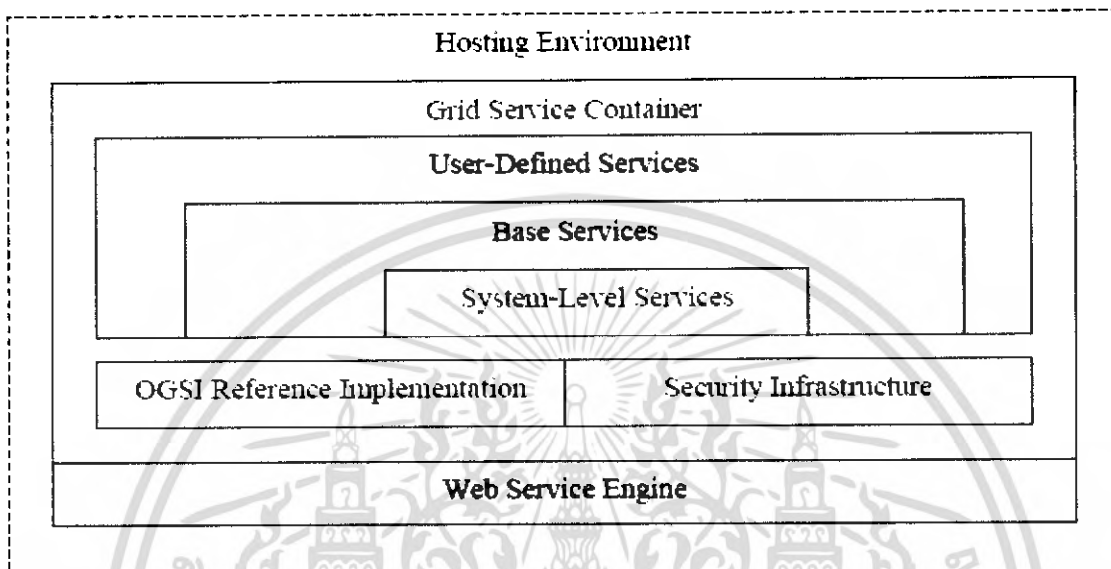 Hosting Environment
Grid Service Container
User-Defined Services
Base Services
System-Level Services
OGSI Reference Implementation
Security Infrastructure
Web Service Engine